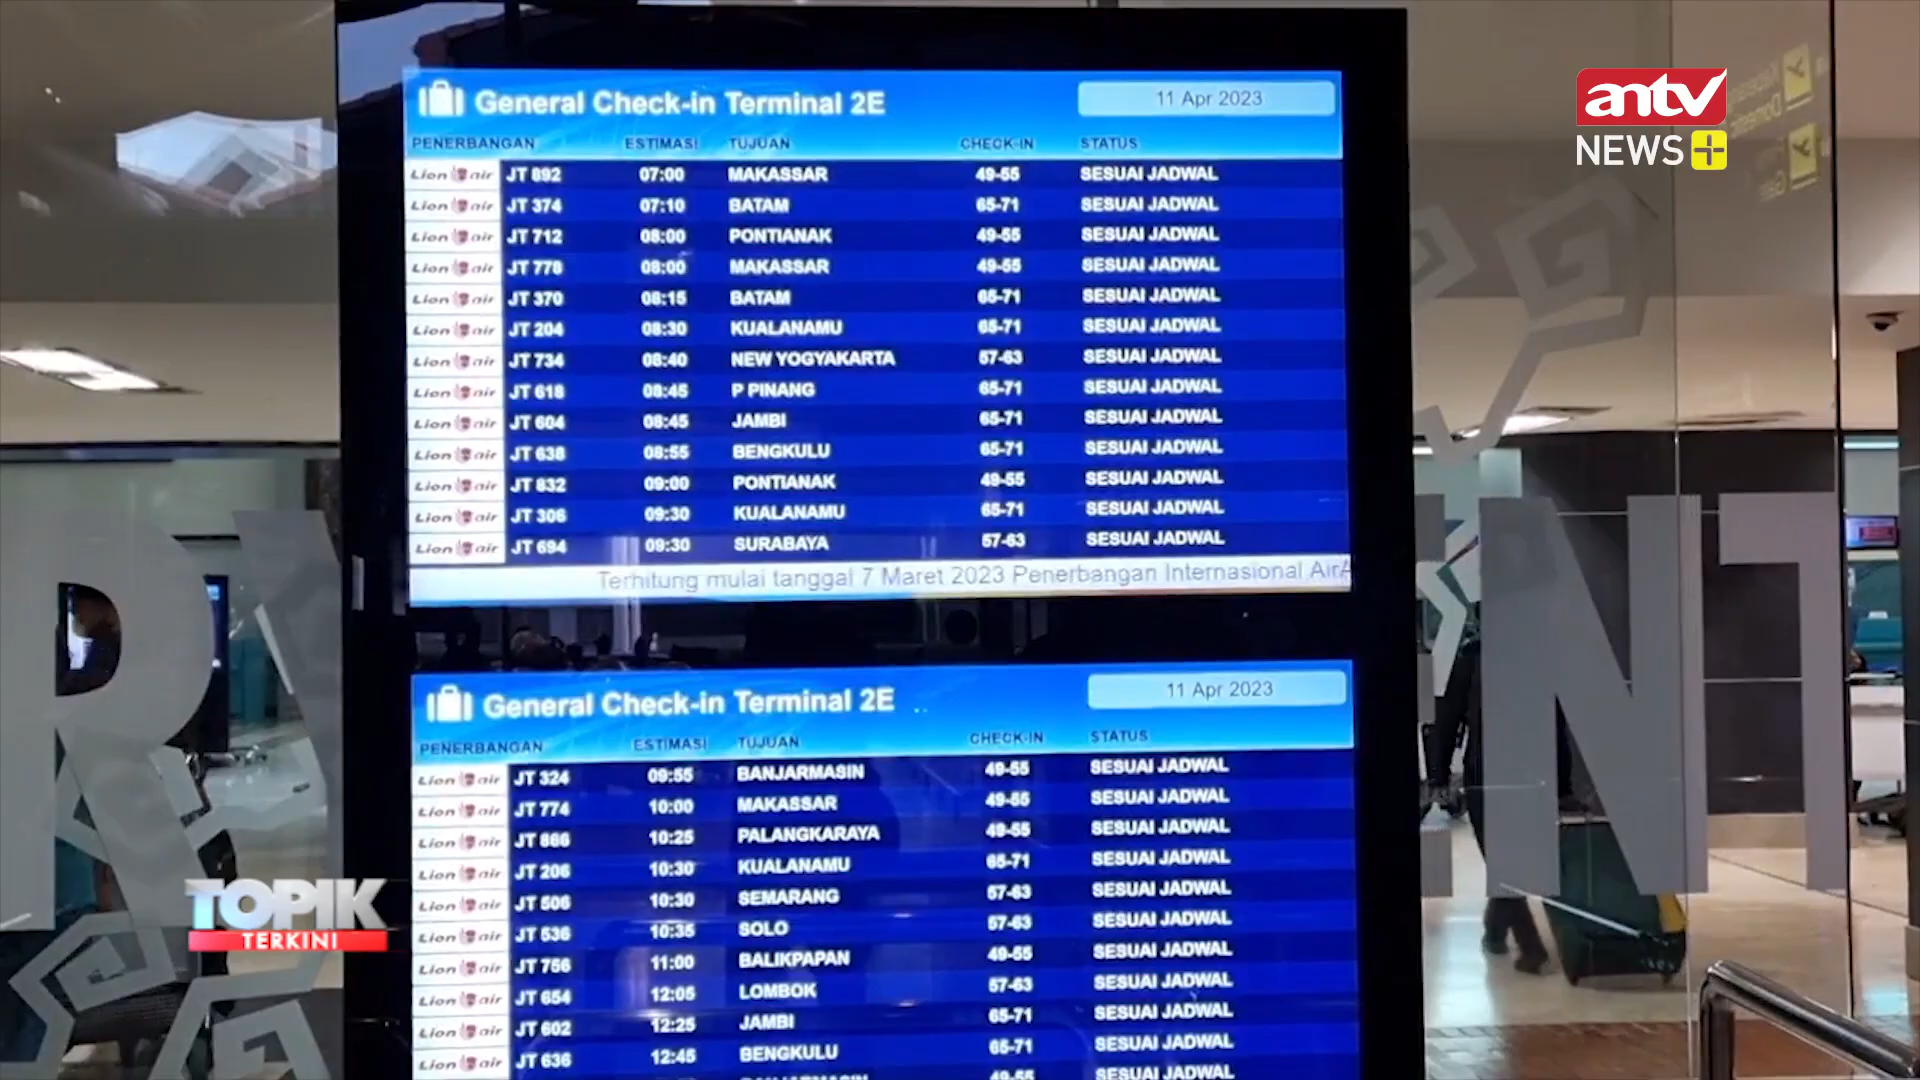 antv
NEWS+
General Check-in Terminal 2E 11 Apr 2023
PENERBANGAN ESTIMASI TUJUAN CHECK-IN STATUS
Lion air JT 892 07:00 MAKASSAR 49-55 SESUAI JADWAL
Lion air JT 374 07:10 BATAM 65-71 SESUAI JADWAL
Lion air JT 712 08:00 PONTIANAK 49-55 SESUAI JADWAL
Lion air JT 778 08:00 MAKASSAR 49-55 SESUAI JADWAL
Lion air JT 370 08:15 BATAM 65-71 SESUAI JADWAL
Lion air JT 204 08:30 KUALANAMU 65-71 SESUAI JADWAL
Lion air JT 734 08:40 NEW YOGYAKARTA 57-63 SESUAI JADWAL
Lion air JT 618 08:45 P PINANG 65-71 SESUAI JADWAL
Lion air JT 604 08:45 JAMBI 65-71 SESUAI JADWAL
Lion air JT 638 08:55 BENGKULU 65-71 SESUAI JADWAL
Lion air JT 832 09:00 PONTIANAK 49-55 SESUAI JADWAL
Lion air JT 306 09:30 KUALANAMU 65-71 SESUAI JADWAL
Lion air JT 694 09:30 SURABAYA 57-63 SESUAI JADWAL
Terhitung mulai tanggal 7 Maret 2023 Penerbangan Internasional AirA
General Check-in Terminal 2E 11 Apr 2023
PENERBANGAN ESTIMASI TUJUAN CHECK-IN STATUS
Lion air JT 324 09:55 BANJARMASIN 49-55 SESUAI JADWAL
Lion air JT 774 10:00 MAKASSAR 49-55 SESUAI JADWAL
Lion air JT 866 10:25 PALANGKARAYA 49-55 SESUAI JADWAL
Lion air JT 206 10:30 KUALANAMU 65-71 SESUAI JADWAL
Lion air JT 506 10:30 SEMARANG 57-63 SESUAI JADWAL
Lion air JT 536 10:35 SOLO 57-63 SESUAI JADWAL
Lion air JT 756 11:00 BALIKPAPAN 49-55 SESUAI JADWAL
Lion air JT 654 12:05 LOMBOK 57-63 SESUAI JADWAL
Lion air JT 602 12:25 JAMBI 65-71 SESUAI JADWAL
Lion air JT 636 12:45 BENGKULU 65-71 SESUAI JADWAL
BANJARMASIN 49-55 SESUAI JADWAL
TOPIK
TERKINI